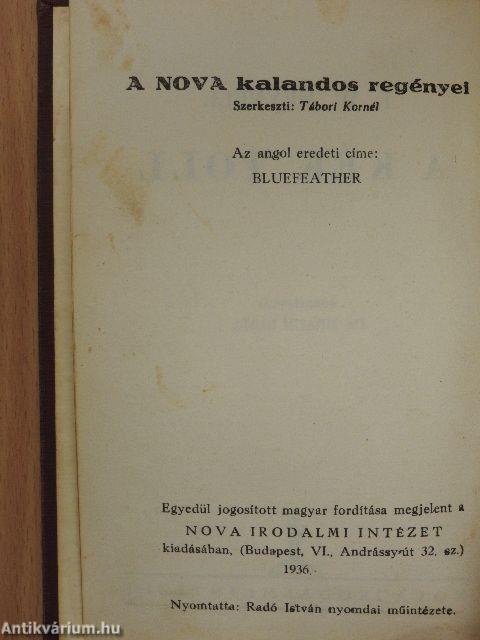 A NOVA kalandos regényei
Szerkeszti: Tábori Kornél
Az angol eredeti címe:
BLUEFEATHER
Egyedül jogosított magyar fordítása megjelent a
NOVA IRODALMI INTÉZET
kiadásában, (Budapest, VI., Andrássy-út 32. sz.)
1936.
Nyomtatta: Radó István nyomdai műintézete.
Antikvárium.hu